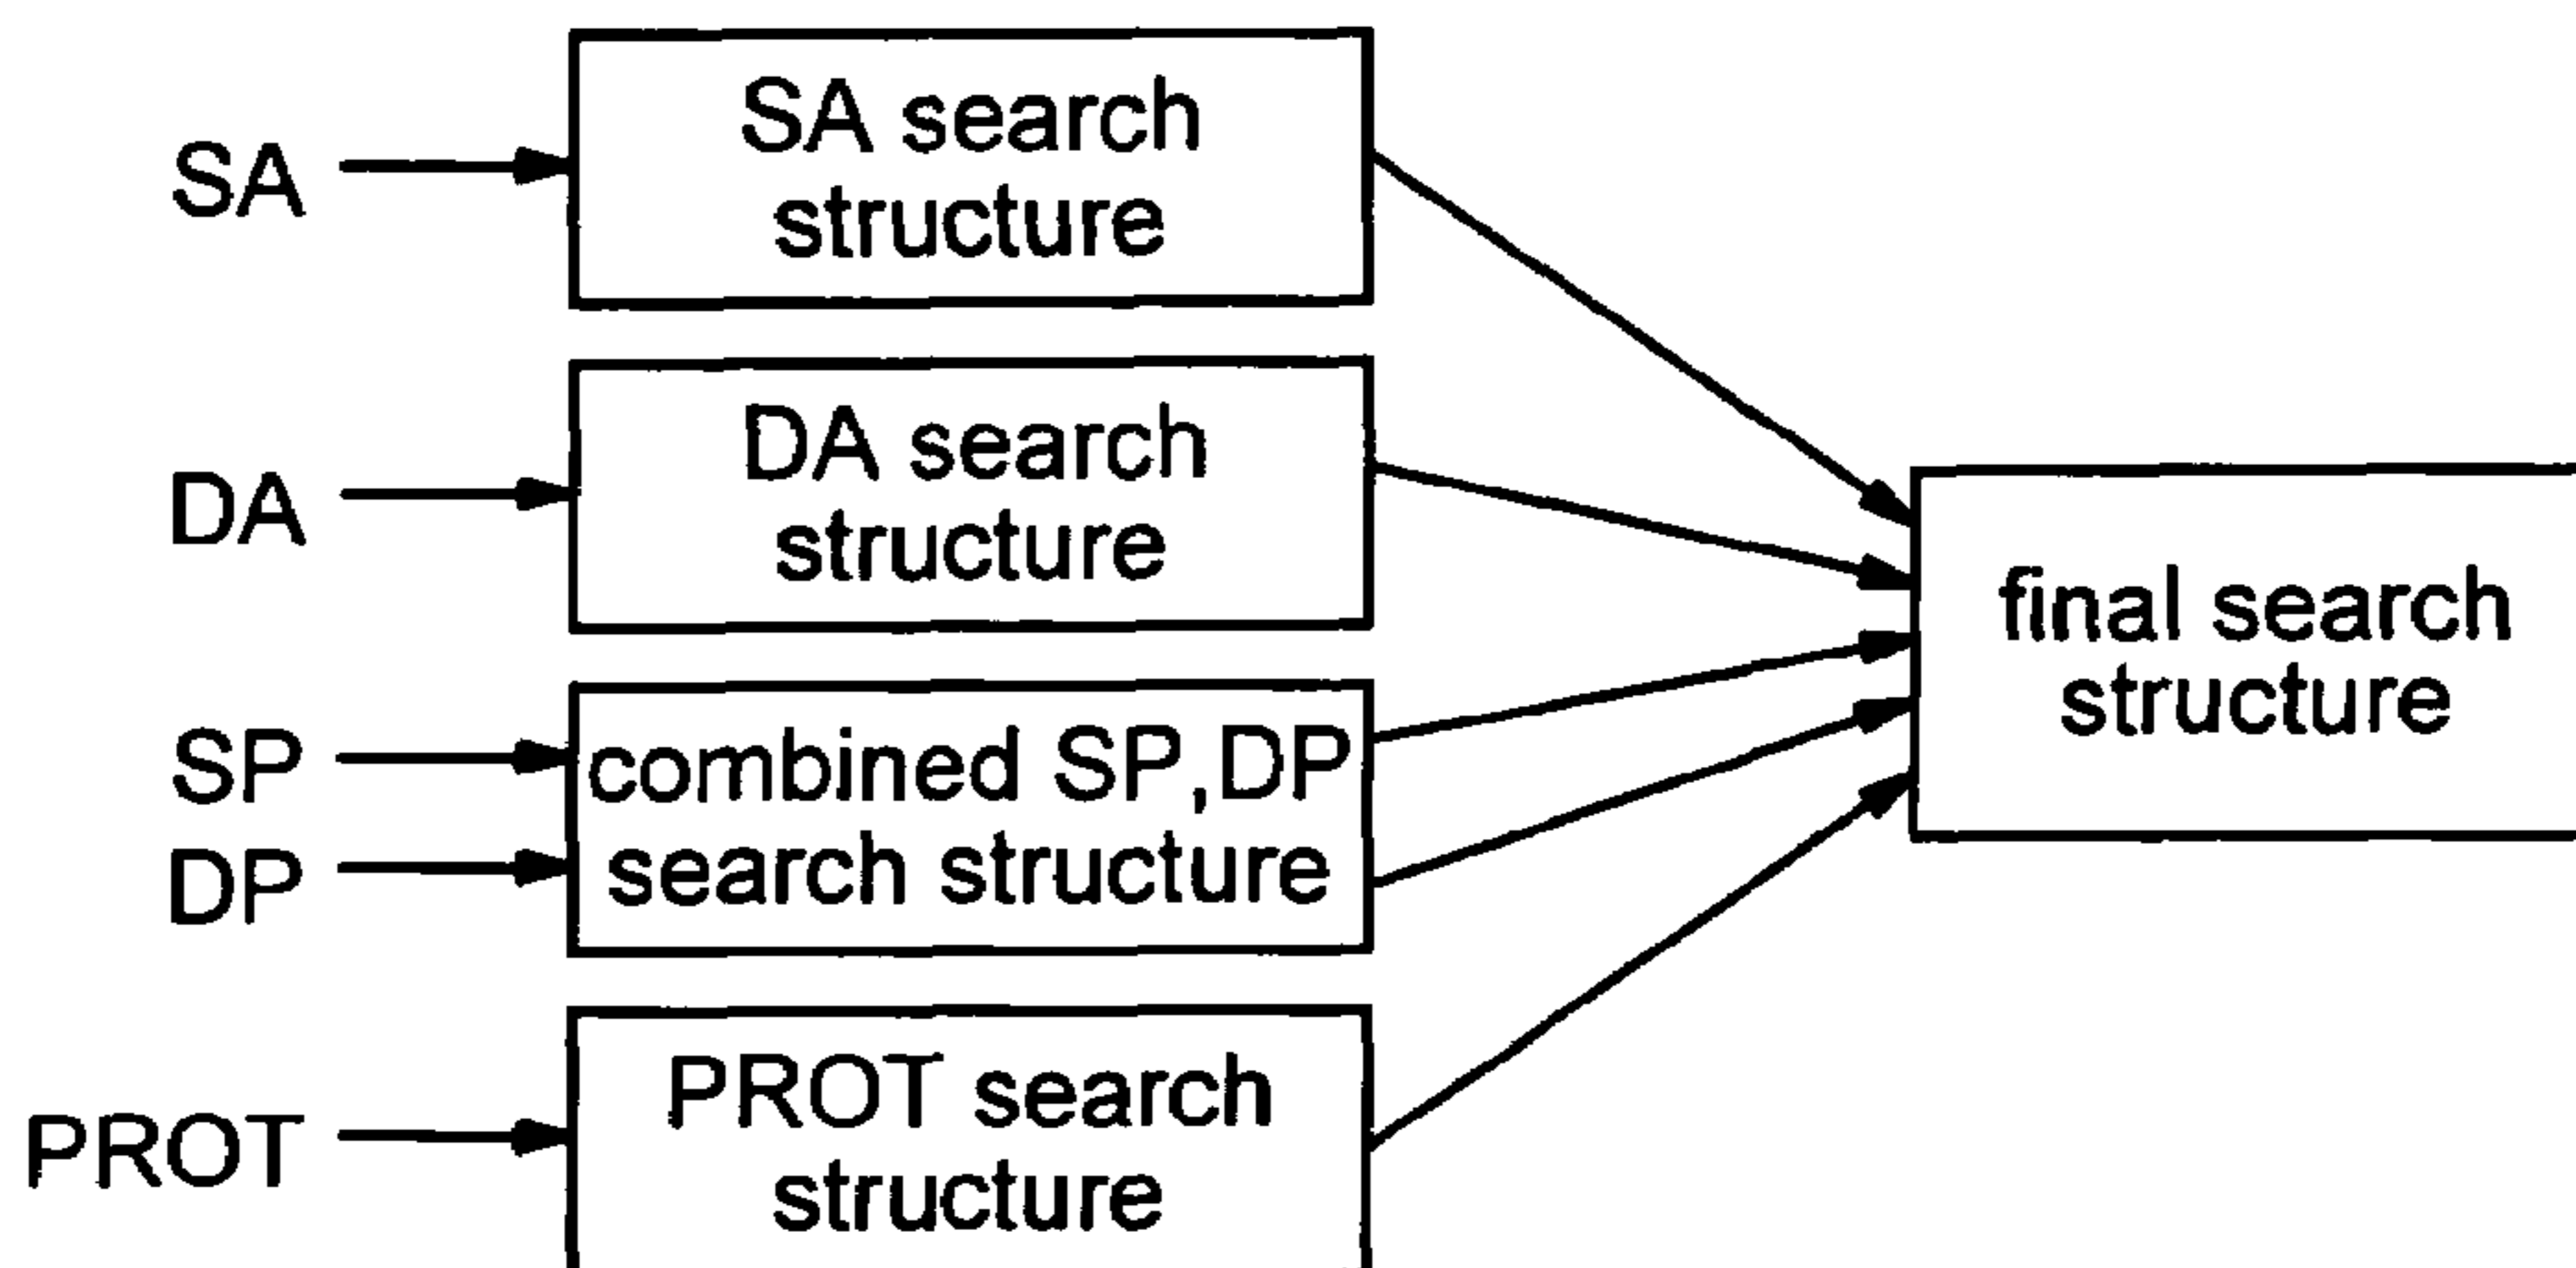 SA
SA search
structure
DA
DA search
structure
SP
DP
combined SP,DP
search structure
PROT
PROT search
structure
final search
structure